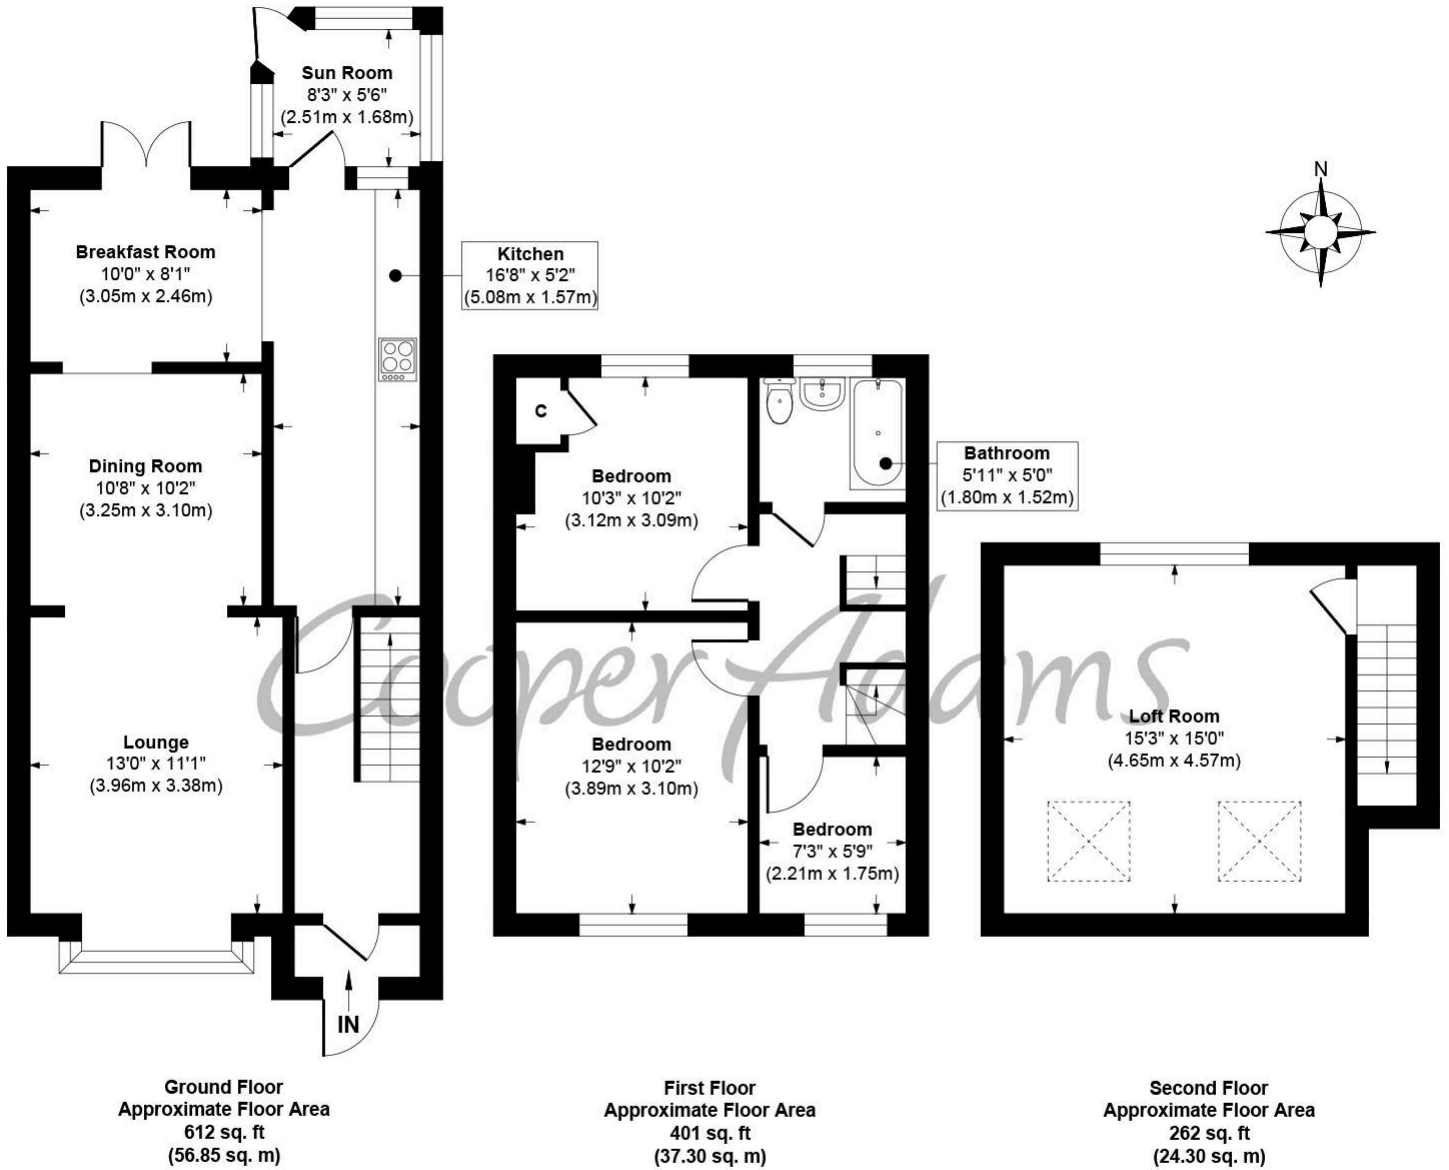 Sun Room
8'3" x 5'6"
(2.51m x 1.68m)
N
Breakfast Room
10'0" x 8'1"
(3.05m x 2.46m)
Kitchen
16'8" x 5'2"
(5.08m x 1.57m)
Dining Room
10'8" x 10'2"
(3.25m x 3.10m)
C
Bedroom
10'3" x 10'2"
(3.12m x 3.09m)
Bathroom
5'11" x 5'0"
(1.80m x 1.52m)
Cooper Adams
Lounge
13'0" x 11'1"
(3.96m x 3.38m)
Bedroom
12'9" x 10'2"
(3.89m x 3.10m)
Bedroom
7'3" x 5'9"
(2.21m x 1.75m)
Loft Room
15'3" x 15'0"
(4.65m x 4.57m)
IN
Ground Floor
Approximate Floor Area
612 sq. ft
(56.85 sq. m)
First Floor
Approximate Floor Area
401 sq. ft
(37.30 sq. m)
Second Floor
Approximate Floor Area
262 sq. ft
(24.30 sq. m)